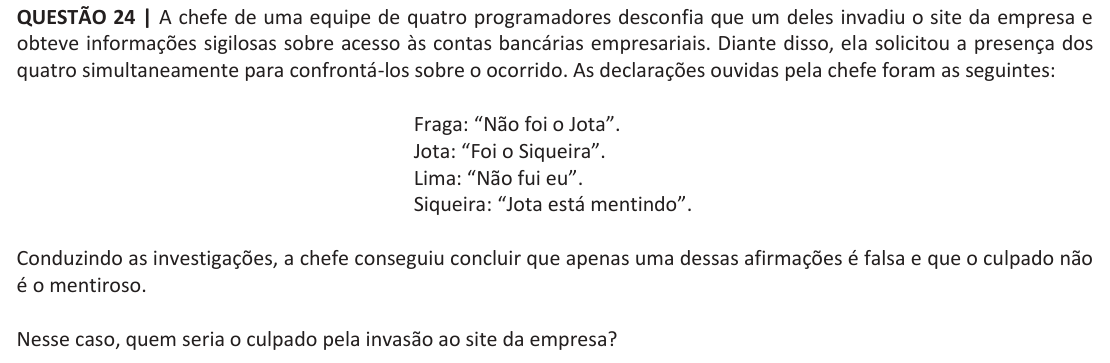 QUESTÃO 24 | A chefe de uma equipe de quatro programadores desconfia que um deles invadiu o site da empresa e
obteve informações sigilosas sobre acesso às contas bancárias empresariais. Diante disso, ela solicitou a presença dos
quatro simultaneamente para confrontá-los sobre o ocorrido. As declarações ouvidas pela chefe foram as seguintes:
Fraga: “Não foi o Jota”.
Jota: “Foi o Siqueira”.
Lima: “Não fui eu”.
Siqueira: “Jota está mentindo”.
Conduzindo as investigações, a chefe conseguiu concluir que apenas uma dessas afirmações é falsa e que o culpado não
é o mentiroso.
Nesse caso, quem seria o culpado pela invasão ao site da empresa?